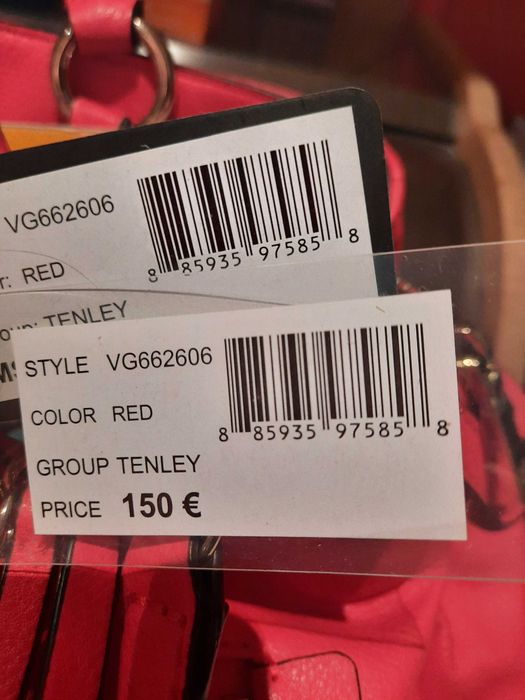 VG662606
r: RED
8 85935 97585 8
oup: TENLEY
STYLE VG662606
COLOR RED
8 85935 97585 8
GROUP TENLEY
PRICE 150 €